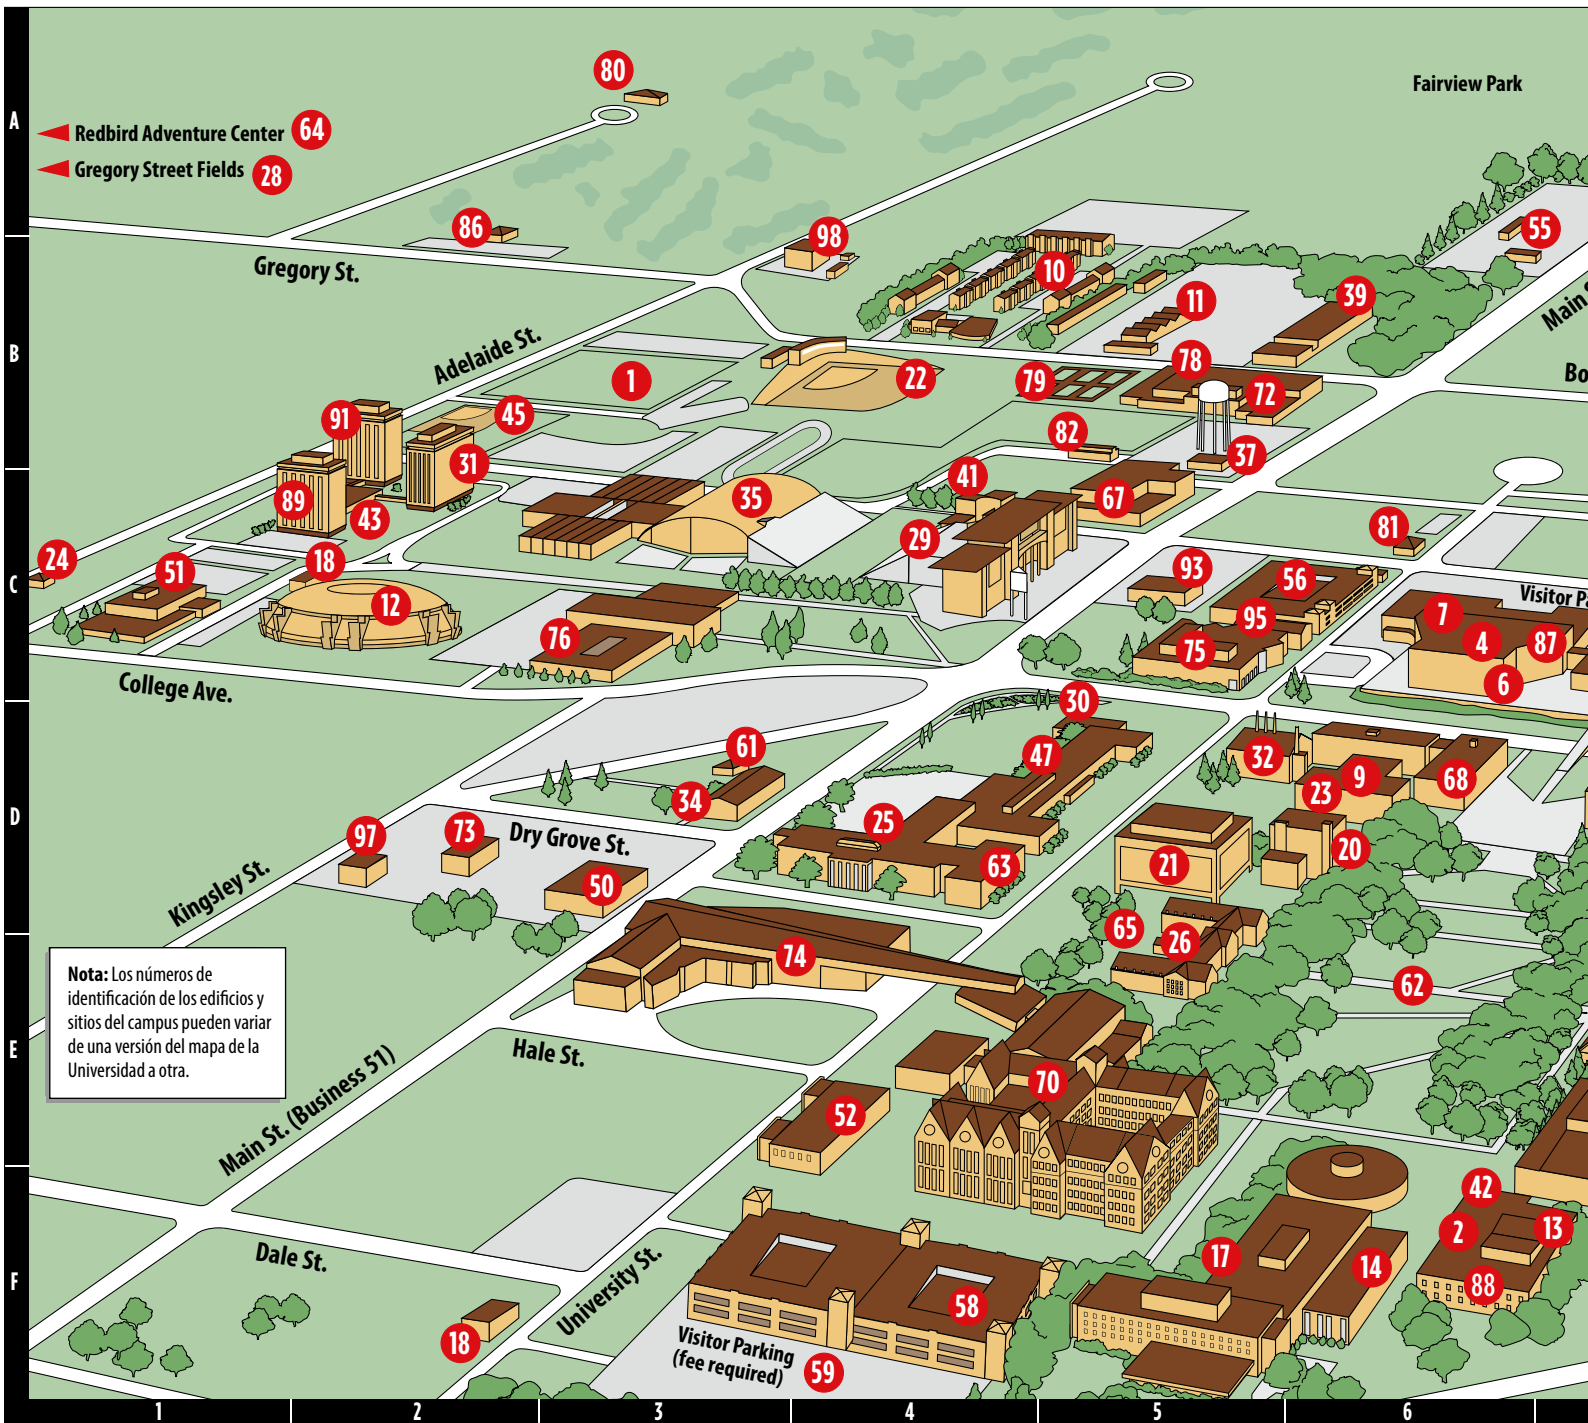 80
Fairview Park
A
Redbird Adventure Center 64
Gregory Street Fields 28
86
98
55
Gregory St.
10
11
39
Main
B
Adelaide St.
1
22
79
78
72
Bo
91
45
31
82
37
41
67
89
43
35
29
81
24
51
18
93
56
C
12
95
Visitor Pa
7
76
75
4
87
6
College Ave.
30
61
47
32
9
68
34
23
D
25
97
73
Dry Grove St.
21
20
50
63
Kingsley St.
65
26
74
62
Nota: Los números de
identificación de los edificios y
sitios del campus pueden variar
de una versión del mapa de la
Universidad a otra.
E
Hale St.
70
52
Main St. (Business 51)
42
2
13
17
14
Dale St.
88
F
University St.
58
18
Visitor Parking
(fee required)
59
1
2
3
4
5
6